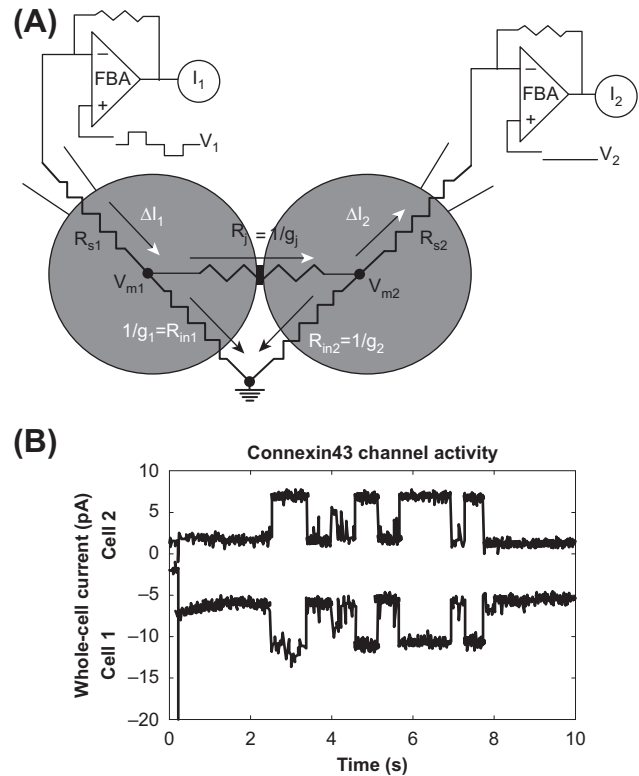 (A)
FBA
−
+
I1
V1
FBA
−
+
I2
V2
Rs1
ΔI1
Rj = 1/gj
ΔI2
Rs2
Vm1
Vm2
1/g1=Rin1
Rin2=1/g2
(B)
Connexin43 channel activity
Whole-cell current (pA)
Cell 1
Cell 2
10
5
0
−5
−10
−15
−20
0 2 4 6 8 10
Time (s)